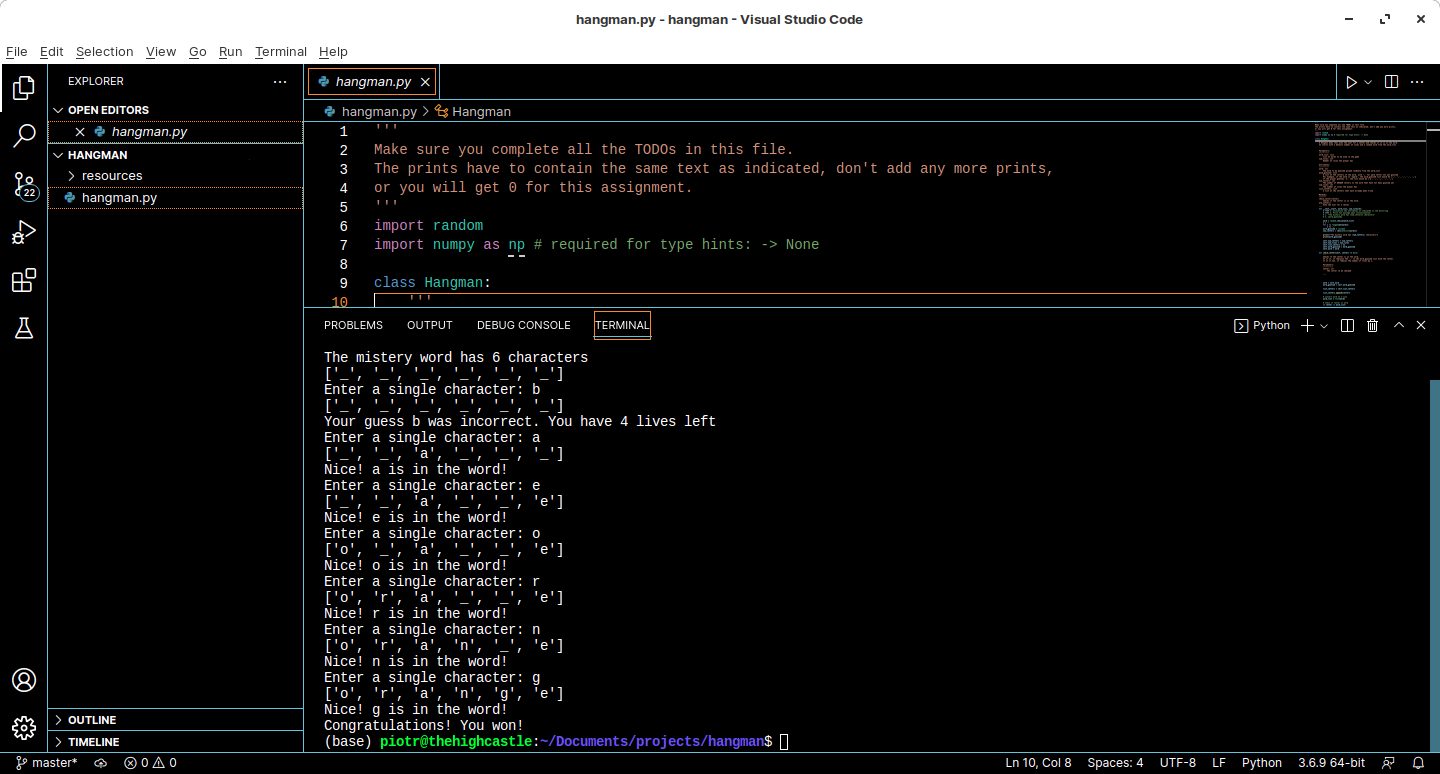 hangman.py - hangman - Visual Studio Code
File Edit Selection View Go Run Terminal Help
EXPLORER
OPEN EDITORS
hangman.py
HANGMAN
resources
hangman.py
22
OUTLINE
TIMELINE
hangman.py
hangman.py > Hangman
1 '''
2 Make sure you complete all the TODOs in this file.
3 The prints have to contain the same text as indicated, don't add any more prints,
4 or you will get 0 for this assignment.
5 '''
6 import random
7 import numpy as np # required for type hints: -> None
8
9 class Hangman:
10 '''
PROBLEMS OUTPUT DEBUG CONSOLE TERMINAL Python
The mistery word has 6 characters
['_', '_', '_', '_', '_', '_']
Enter a single character: b
['_', '_', '_', '_', '_', '_']
Your guess b was incorrect. You have 4 lives left
Enter a single character: a
['_', '_', 'a', '_', '_', '_']
Nice! a is in the word!
Enter a single character: e
['_', '_', 'a', '_', '_', 'e']
Nice! e is in the word!
Enter a single character: o
['o', '_', 'a', '_', '_', 'e']
Nice! o is in the word!
Enter a single character: r
['o', 'r', 'a', '_', '_', 'e']
Nice! r is in the word!
Enter a single character: n
['o', 'r', 'a', 'n', '_', 'e']
Nice! n is in the word!
Enter a single character: g
['o', 'r', 'a', 'n', 'g', 'e']
Nice! g is in the word!
Congratulations! You won!
(base) piotr@thehighcastle:~/Documents/projects/hangman$
master* 0 0 Ln 10, Col 8 Spaces: 4 UTF-8 LF Python 3.6.9 64-bit